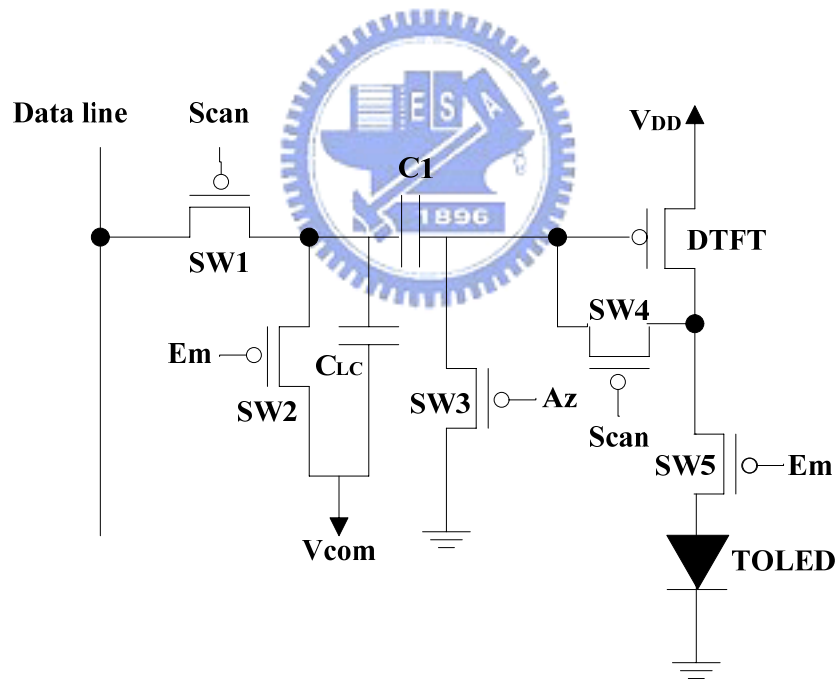 ESA
1896
Data line
Scan
C1
VDD
SW1
DTFT
SW4
Em
SW2
CLC
SW3
Az
Scan
SW5
Em
Vcom
TOLED